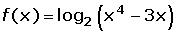 f(x) = log₂ (x⁴ − 3x)